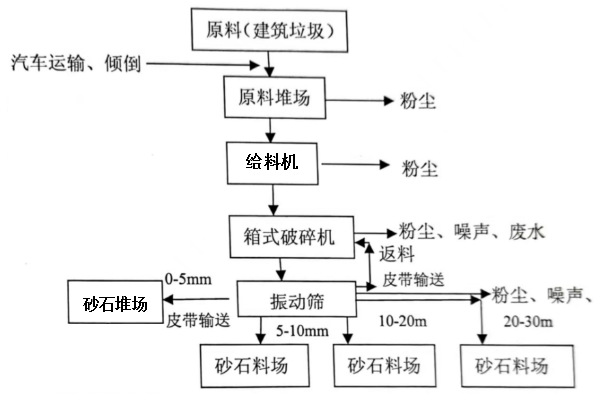 原料(建筑垃圾)
汽车运输、倾倒
原料堆场
粉尘
给料机
粉尘
箱式破碎机
粉尘、噪声、废水
返料
皮带输送
0-5mm
砂石堆场
皮带输送
振动筛
粉尘、噪声、
5-10mm
10-20m
20-30m
砂石料场
砂石料场
砂石料场